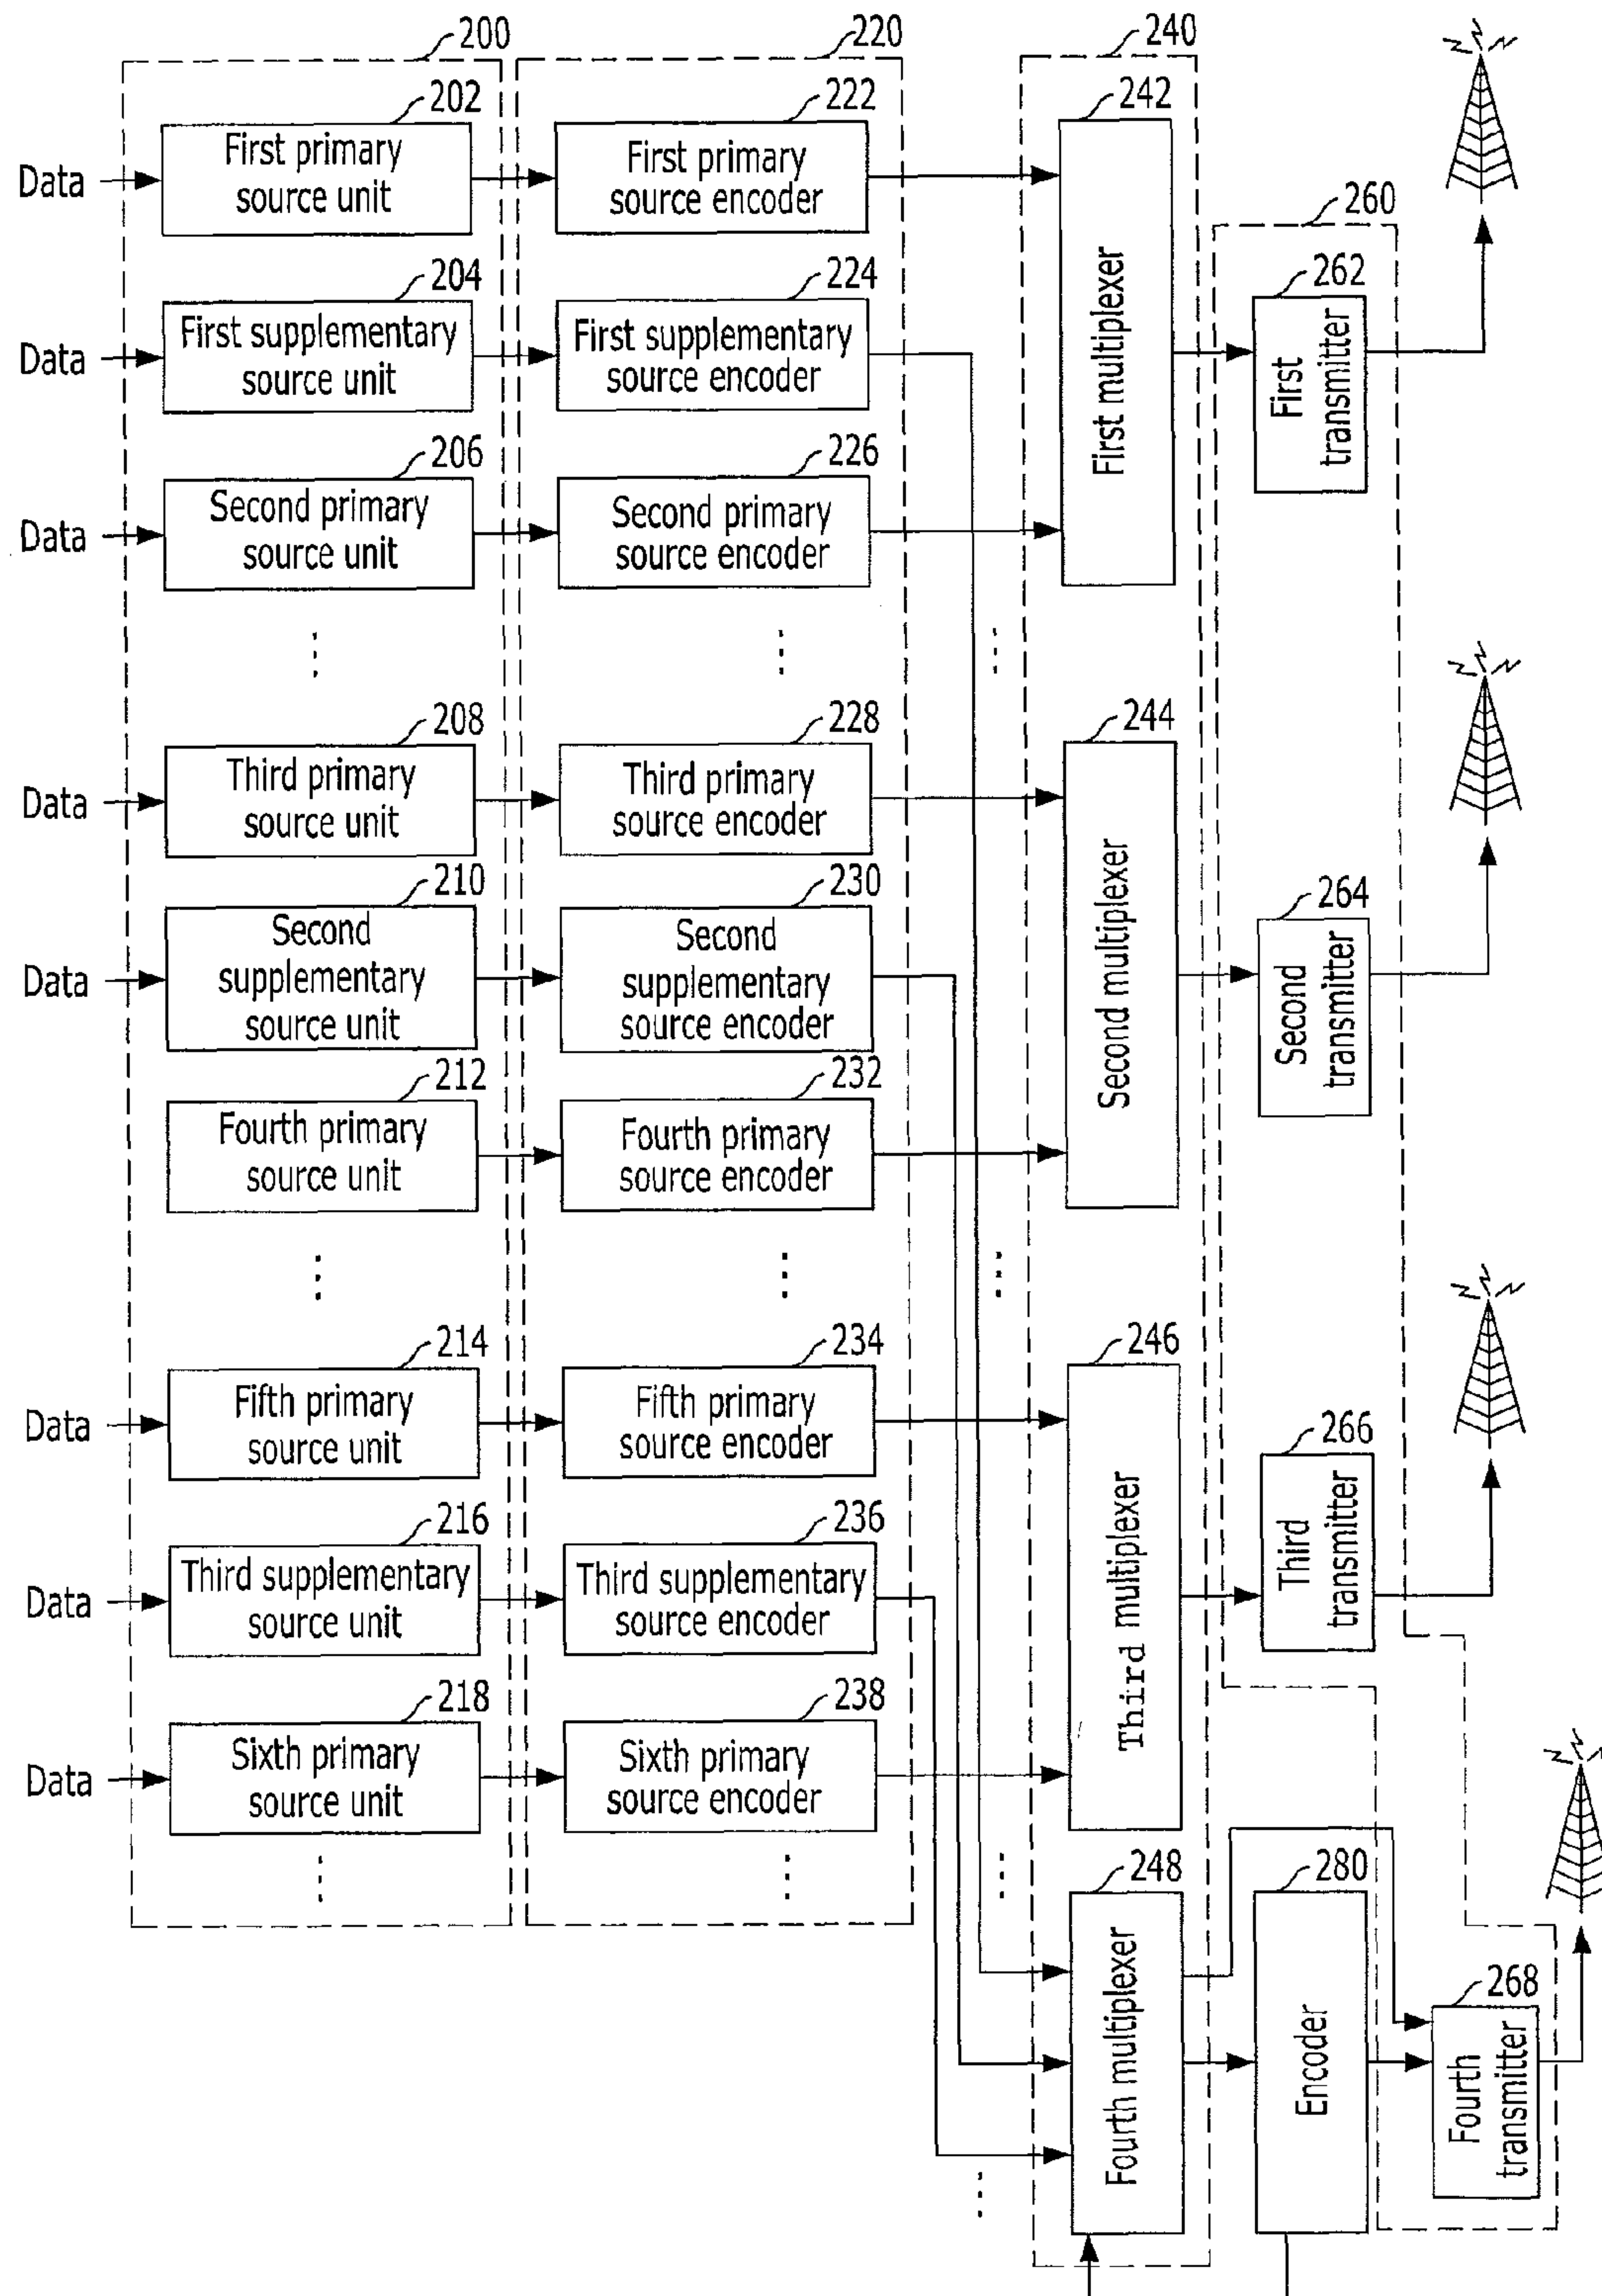 200
220
240
202
222
242
Data
First primary
source unit
First primary
source encoder
First multiplexer
260
204
224
262
Data
First supplementary
source unit
First supplementary
source encoder
First
transmitter
206
226
Data
Second primary
source unit
Second primary
source encoder
208
228
244
Data
Third primary
source unit
Third primary
source encoder
Second multiplexer
210
230
264
Data
Second
supplementary
source unit
Second
supplementary
source encoder
Second
transmitter
212
232
Fourth primary
source unit
Fourth primary
source encoder
214
234
246
Data
Fifth primary
source unit
Fifth primary
source encoder
Third multiplexer
266
216
236
Data
Third supplementary
source unit
Third supplementary
source encoder
Third
transmitter
218
238
Data
Sixth primary
source unit
Sixth primary
source encoder
248
280
Fourth multiplexer
Encoder
268
Fourth
transmitter